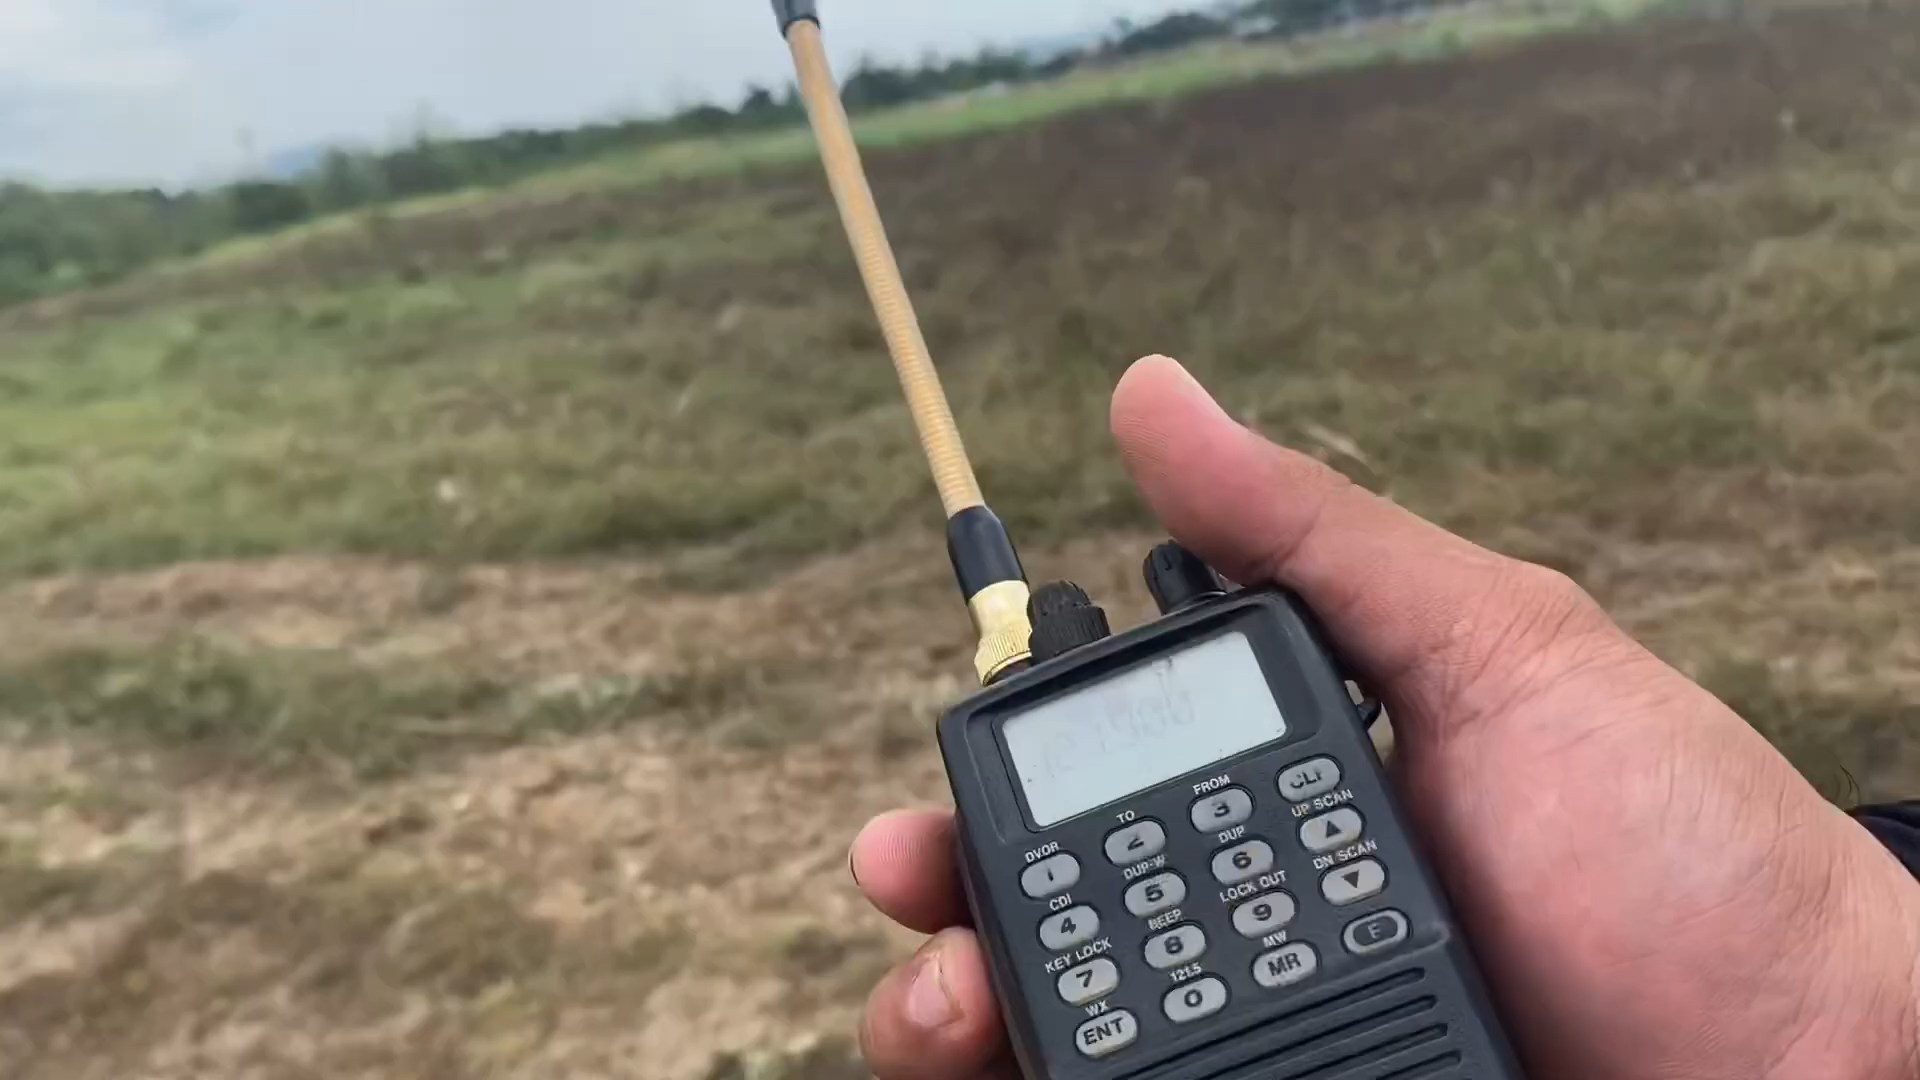 DVOR TO FROM CLR
1 2 3
CDI DUP-W DUP UP SCAN
4 5 6 ▲
KEY LOCK BEEP LOCK OUT DN SCAN
7 8 9 ▼
WX 121.5 MW
ENT 0 MR F